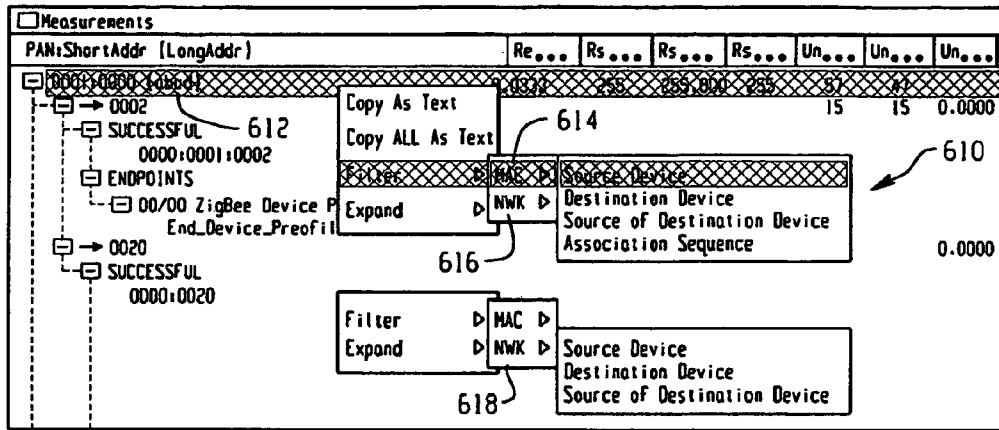 Measurements
PAN:ShortAddr (LongAddr) Re... Rs... Rs... Rs... Un... Un... Un...
0001:0000 (abcd) 0.0332 255 255.000 255 57 47
→ 0002 15 15 0.0000
Copy As Text
SUCCESSFUL 612
Copy ALL As Text 614
0000:0001:0002
610
Filter MAC Source Device
ENDPOINTS
NWK Destination Device
00/00 ZigBee Device P
Expand Source of Destination Device
End_Device_Preofil
Association Sequence
→ 0020 0.0000
616
SUCCESSFUL
0000:0020
Filter MAC
Expand NWK Source Device
Destination Device
618 Source of Destination Device